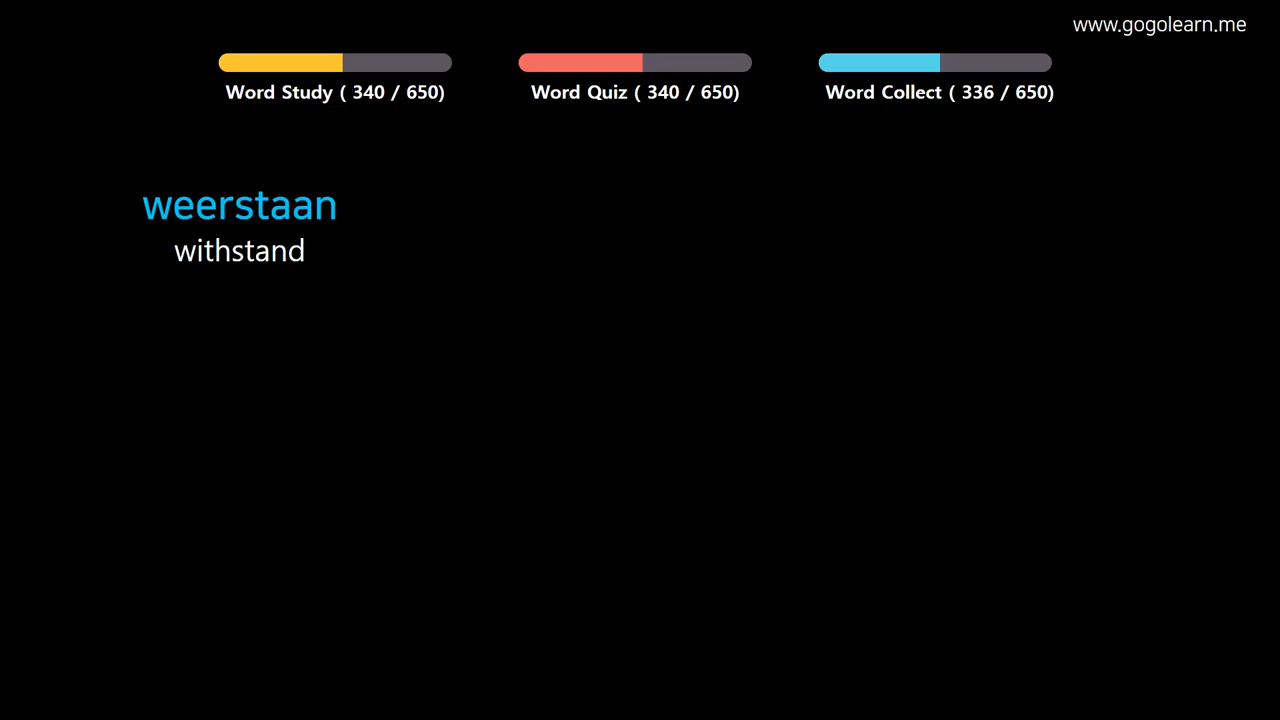 www.gogolearn.me
Word Study ( 340 / 650)
Word Quiz ( 340 / 650)
Word Collect ( 336 / 650)
weerstaan
withstand